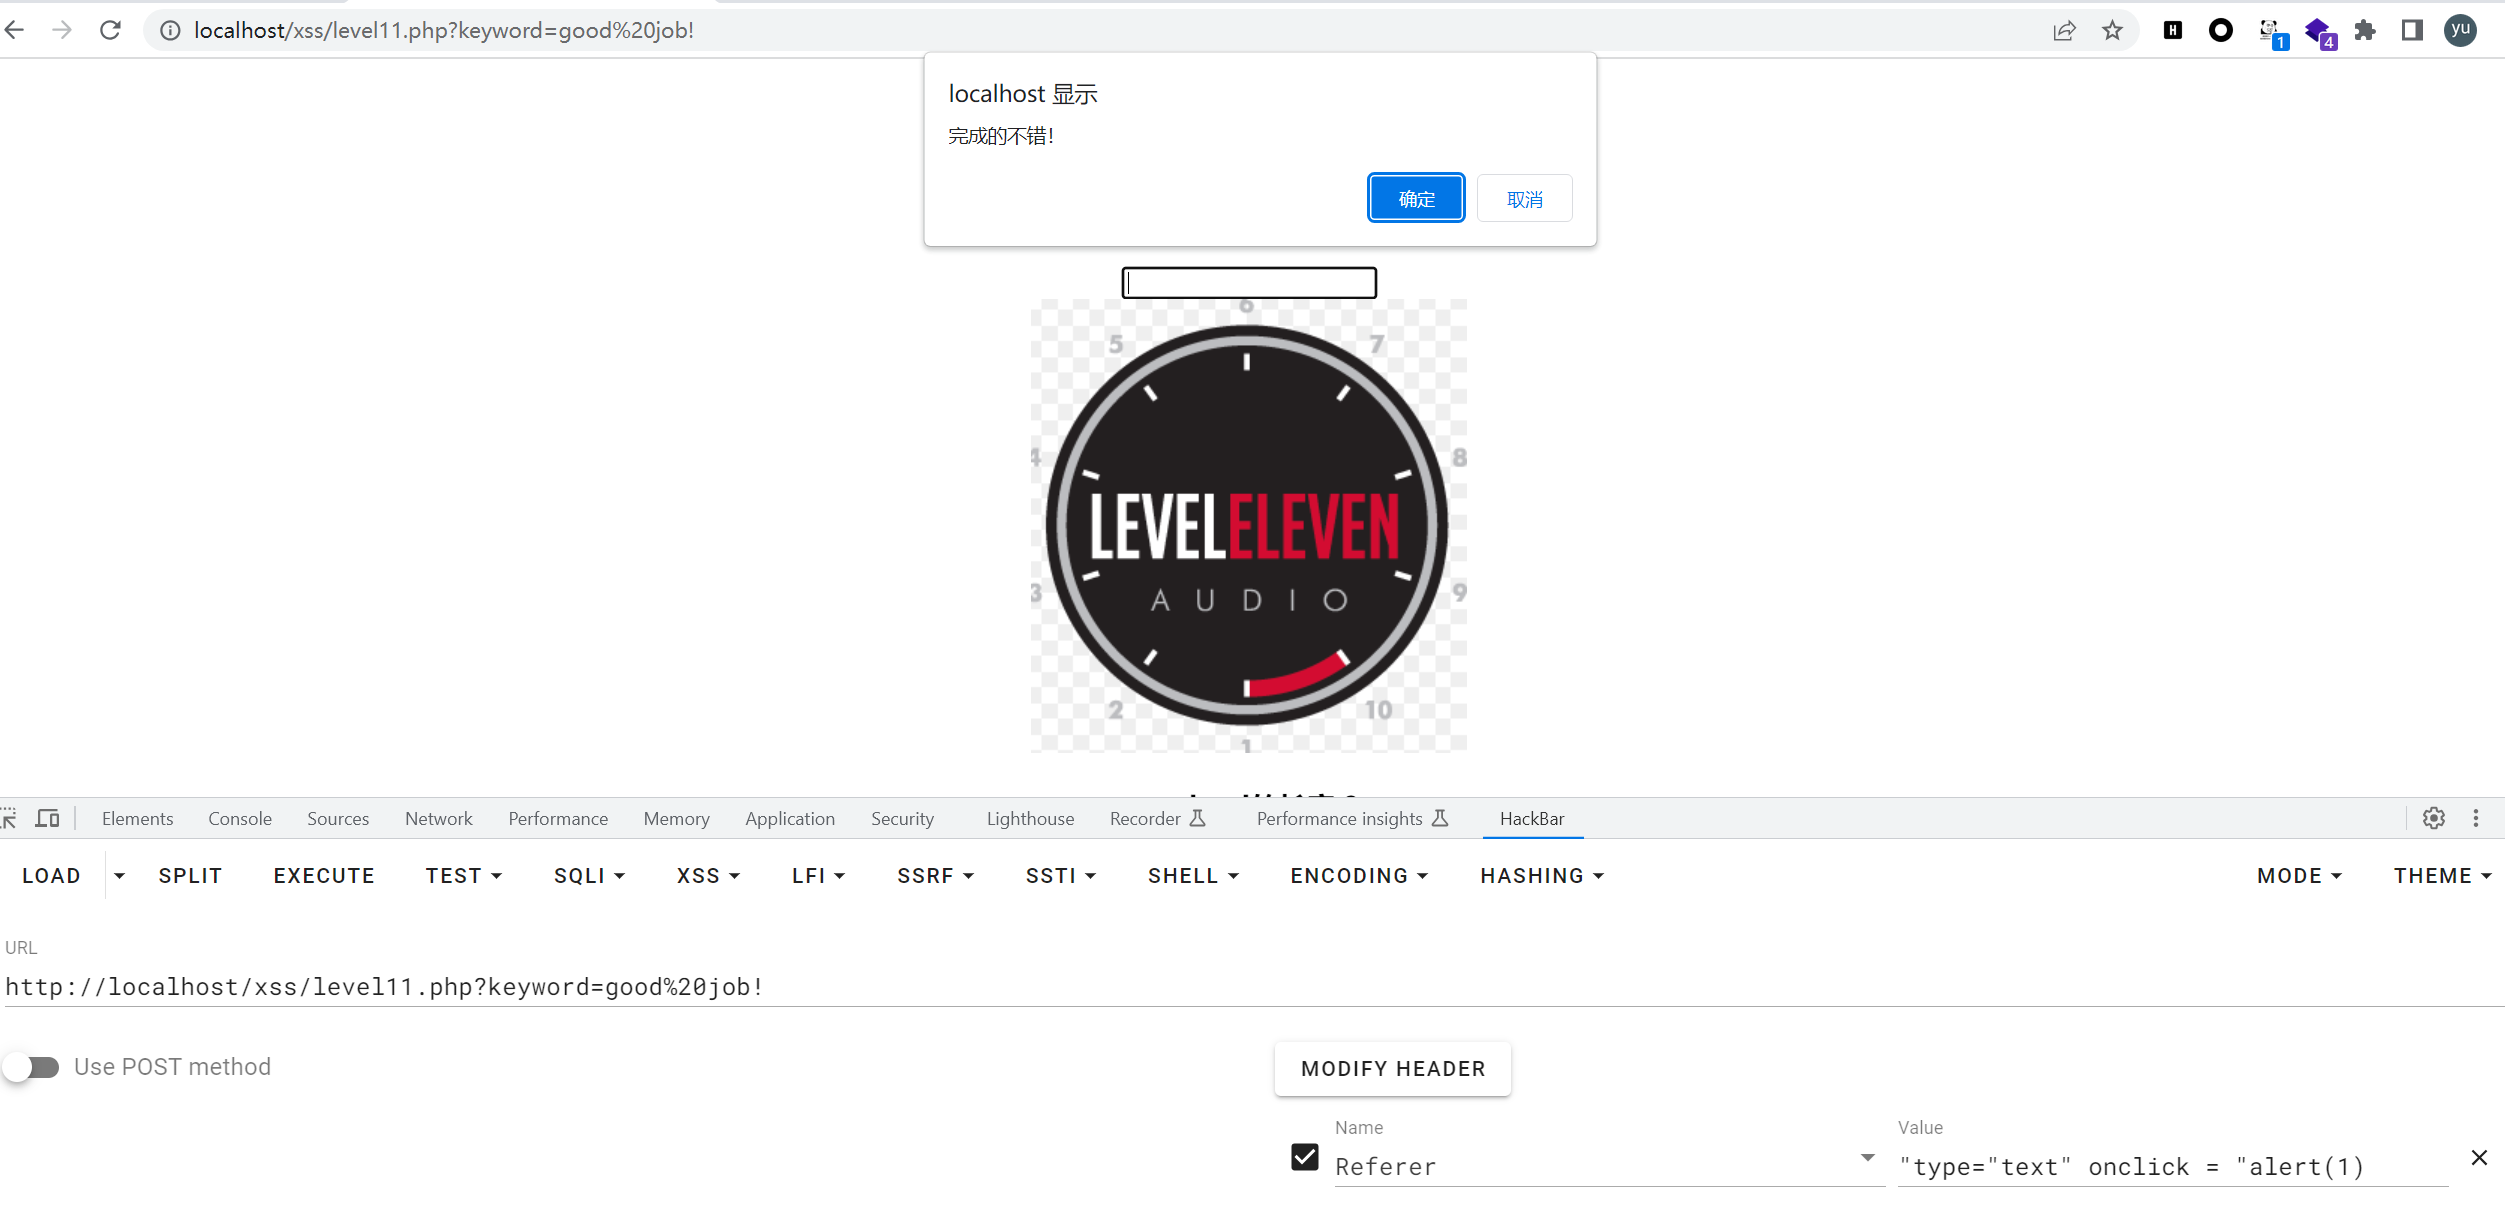 localhost/xss/level11.php?keyword=good%20job!
H
1
4
yu
localhost 显示
完成的不错!
确定
取消
6
5
7
4
8
LEVELELEVEN
AUDIO
3
9
2
10
1
Elements
Console
Sources
Network
Performance
Memory
Application
Security
Lighthouse
Recorder
Performance insights
HackBar
LOAD
SPLIT
EXECUTE
TEST
SQLI
XSS
LFI
SSRF
SSTI
SHELL
ENCODING
HASHING
MODE
THEME
URL
http://localhost/xss/level11.php?keyword=good%20job!
Use POST method
MODIFY HEADER
Name
Value
Referer
"type="text" onclick = "alert(1)